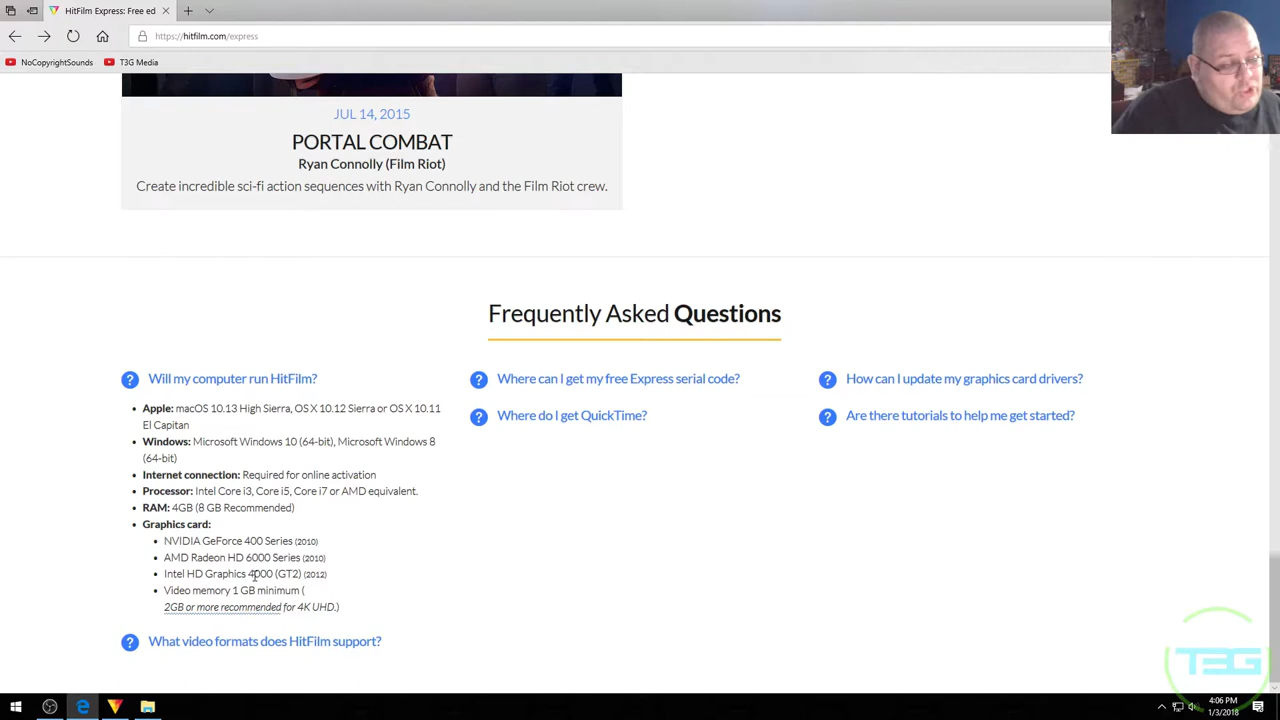 HitFilm Express: Free ed
https://hitfilm.com/express
NoCopyrightSounds
T3G Media
JUL 14, 2015
PORTAL COMBAT
Ryan Connolly (Film Riot)
Create incredible sci-fi action sequences with Ryan Connolly and the Film Riot crew.
Frequently Asked Questions
? Will my computer run HitFilm?
Apple: macOS 10.13 High Sierra, OS X 10.12 Sierra or OS X 10.11
El Capitan
Windows: Microsoft Windows 10 (64-bit), Microsoft Windows 8
(64-bit)
Internet connection: Required for online activation
Processor: Intel Core i3, Core i5, Core i7 or AMD equivalent.
RAM: 4GB (8 GB Recommended)
Graphics card:
NVIDIA GeForce 400 Series (2010)
AMD Radeon HD 6000 Series (2010)
Intel HD Graphics 4000 (GT2) (2012)
Video memory 1 GB minimum (
2GB or more recommended for 4K UHD.)
? What video formats does HitFilm support?
? Where can I get my free Express serial code?
? Where do I get QuickTime?
? How can I update my graphics card drivers?
? Are there tutorials to help me get started?
T3G
4:06 PM
1/3/2018